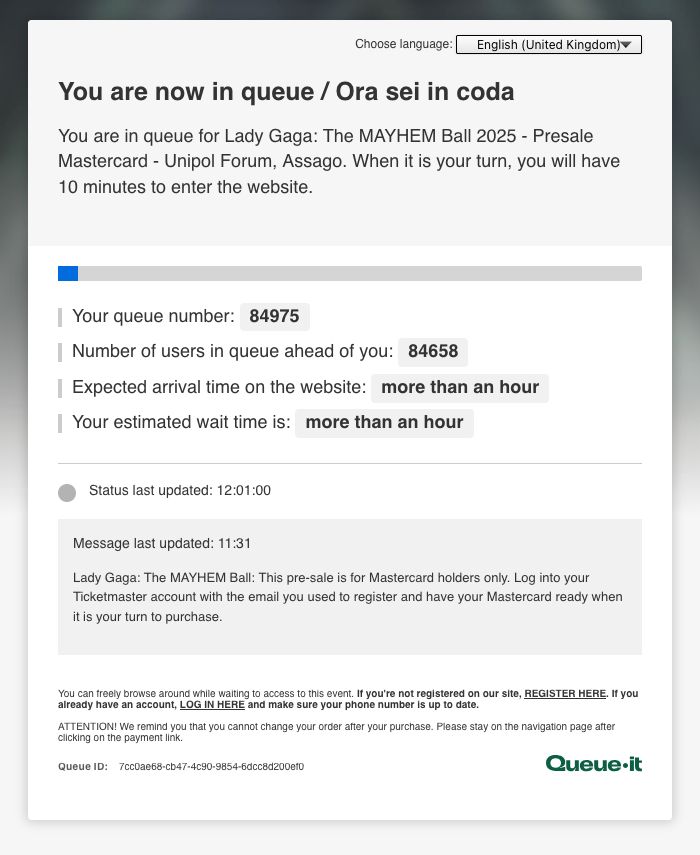 Choose language: English (United Kingdom)
You are now in queue / Ora sei in coda
You are in queue for Lady Gaga: The MAYHEM Ball 2025 - Presale
Mastercard - Unipol Forum, Assago. When it is your turn, you will have
10 minutes to enter the website.
Your queue number: 84975
Number of users in queue ahead of you: 84658
Expected arrival time on the website: more than an hour
Your estimated wait time is: more than an hour
Status last updated: 12:01:00
Message last updated: 11:31
Lady Gaga: The MAYHEM Ball: This pre-sale is for Mastercard holders only. Log into your
Ticketmaster account with the email you used to register and have your Mastercard ready when
it is your turn to purchase.
You can freely browse around while waiting to access to this event. If you're not registered on our site, REGISTER HERE. If you
already have an account, LOG IN HERE and make sure your phone number is up to date.
ATTENTION! We remind you that you cannot change your order after your purchase. Please stay on the navigation page after
clicking on the payment link.
Queue ID: 7cc0ae68-cb47-4c90-9854-6dcc8d200ef0
Queue-it